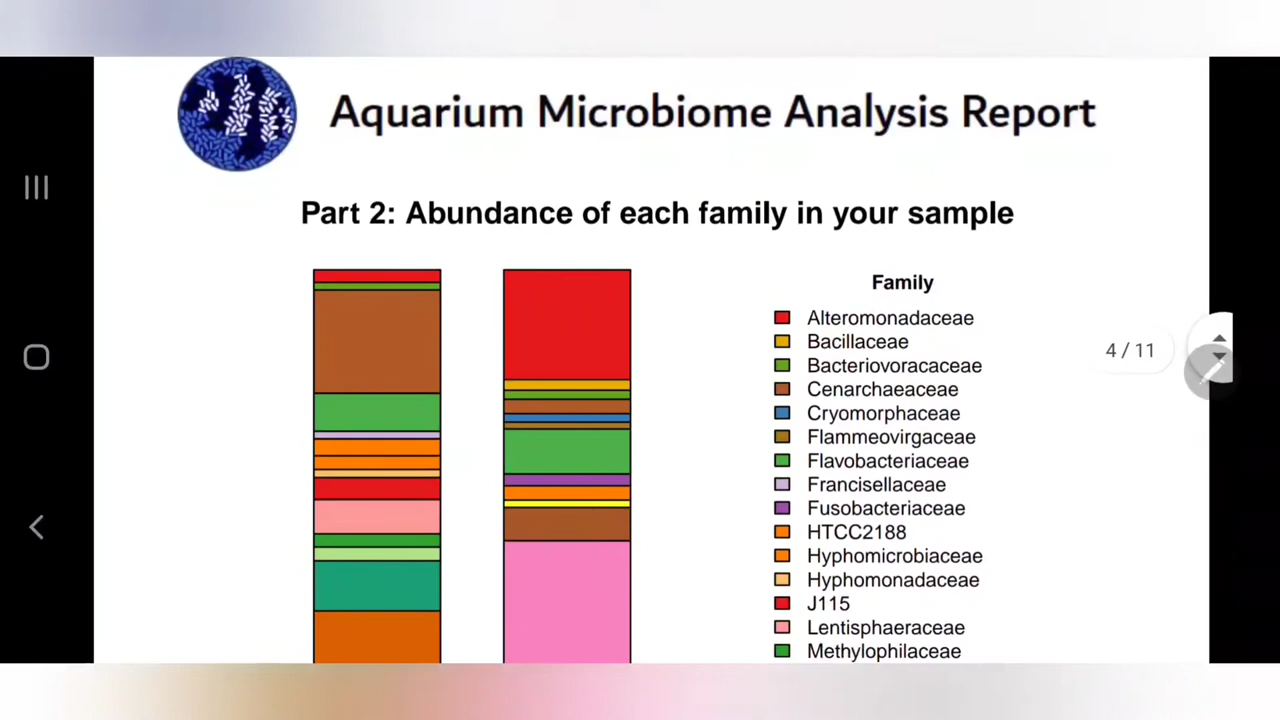 Aquarium Microbiome Analysis Report
Part 2: Abundance of each family in your sample
Family
Alteromonadaceae
Bacillaceae
Bacteriovoracaceae
Cenarchaeaceae
Cryomorphaceae
Flammeovirgaceae
Flavobacteriaceae
Francisellaceae
Fusobacteriaceae
HTCC2188
Hyphomicrobiaceae
Hyphomonadaceae
J115
Lentisphaeraceae
Methylophilaceae
4 / 11